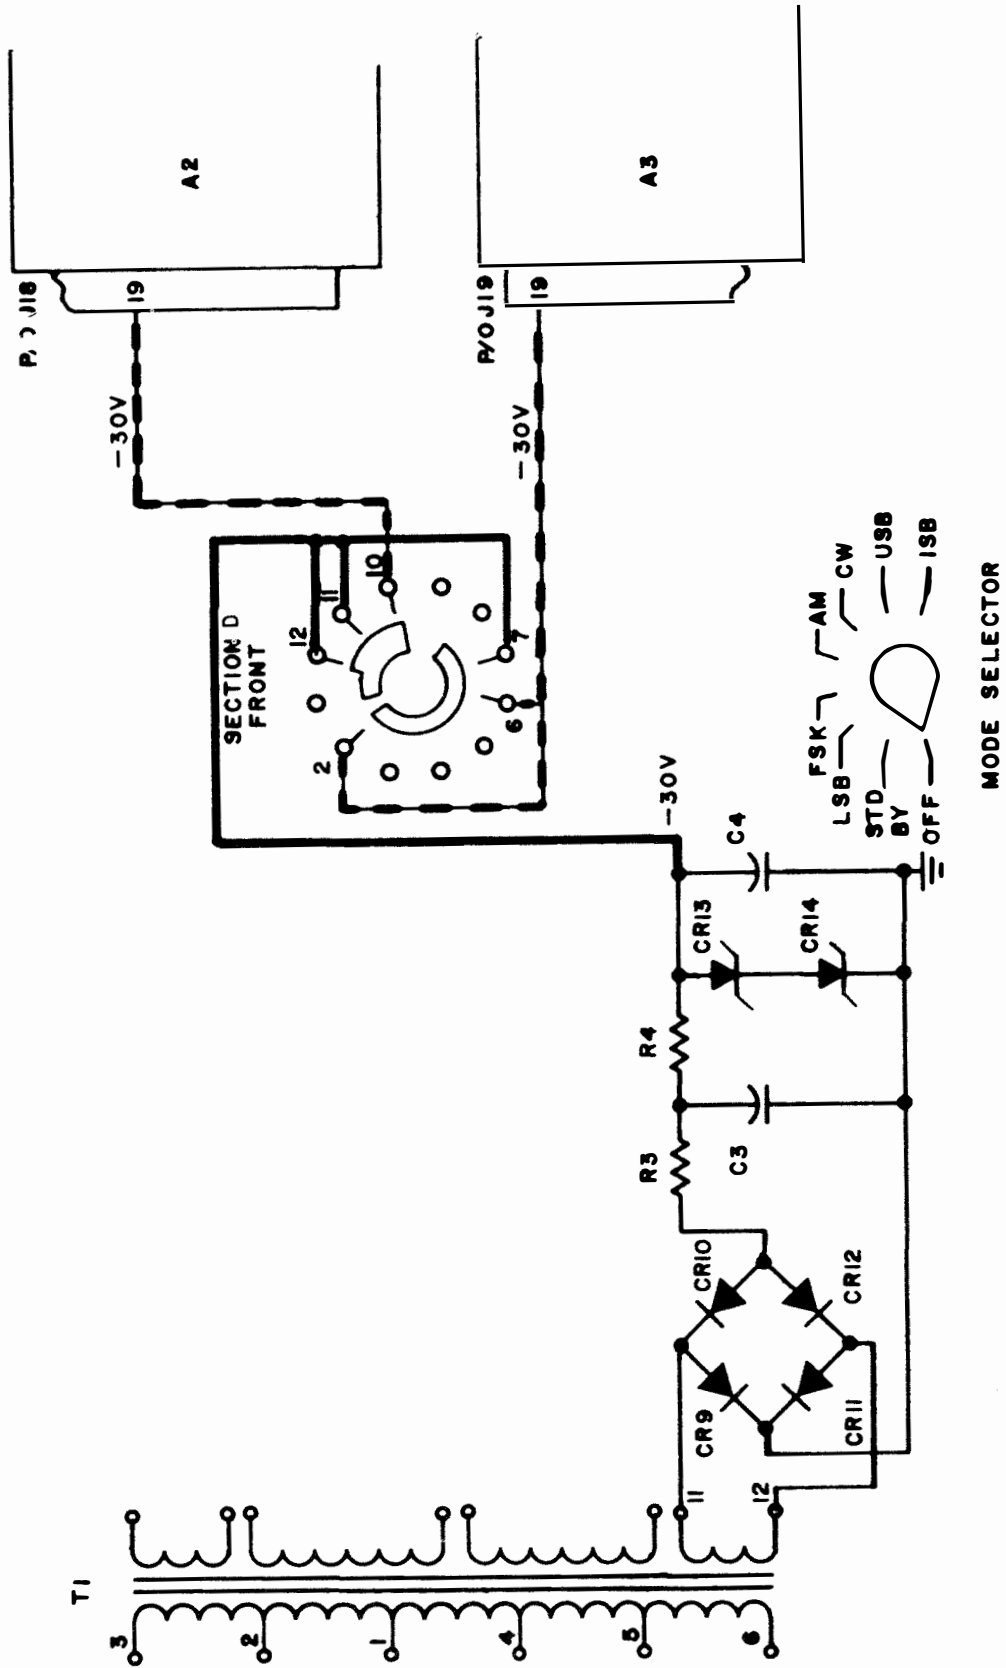 T1
3
2
1
4
5
6
11
12
CR9
CR10
CR11
CR12
R3
C3
R4
CR13
CR14
C4
-30V
SECTION D
FRONT
2
12
11
10
7
6
-30V
-30V
J18
19
A2
P/O J19
19
A3
OFF
STD
BY
LSB
FSK
AM
CW
USB
ISB
MODE SELECTOR